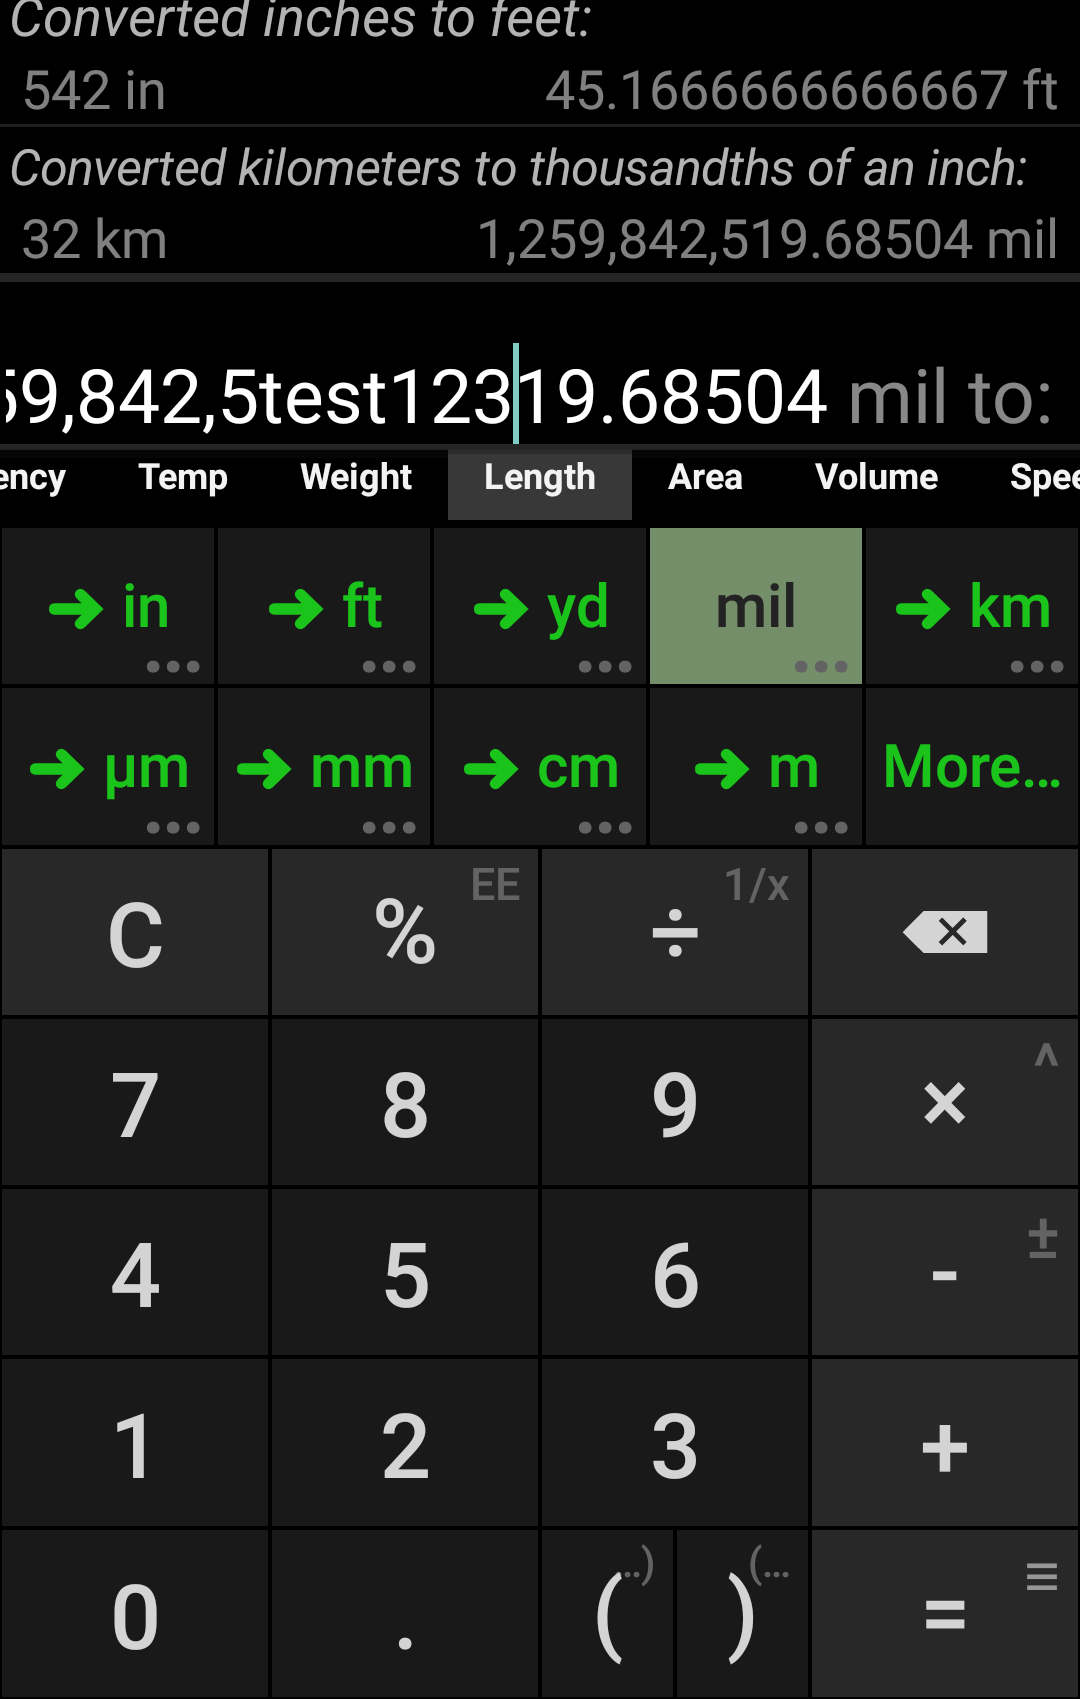 Converted inches to feet:
542 in 45.1666666666667 ft
Converted kilometers to thousandths of an inch:
32 km 1,259,842,519.68504 mil
59,842,5test12319.68504 mil to:
ency Temp Weight Length Area Volume Spee
→ in → ft → yd mil → km
→ µm → mm → cm → m More...
C % EE ÷ 1/x
7 8 9 × ^
4 5 6 - ±
1 2 3 +
0 . ( ..) ) (... = ≡